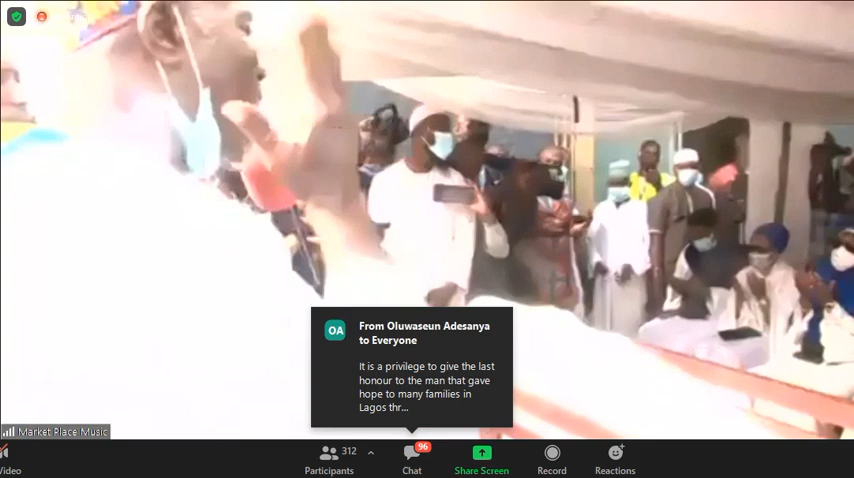 OA
From Oluwaseun Adesanya
to Everyone
It is a privilege to give the last
honour to the man that gave
hope to many families in
Lagos thr...
Market Place Music
Video
312
Participants
96
Chat
Share Screen
Record
Reactions